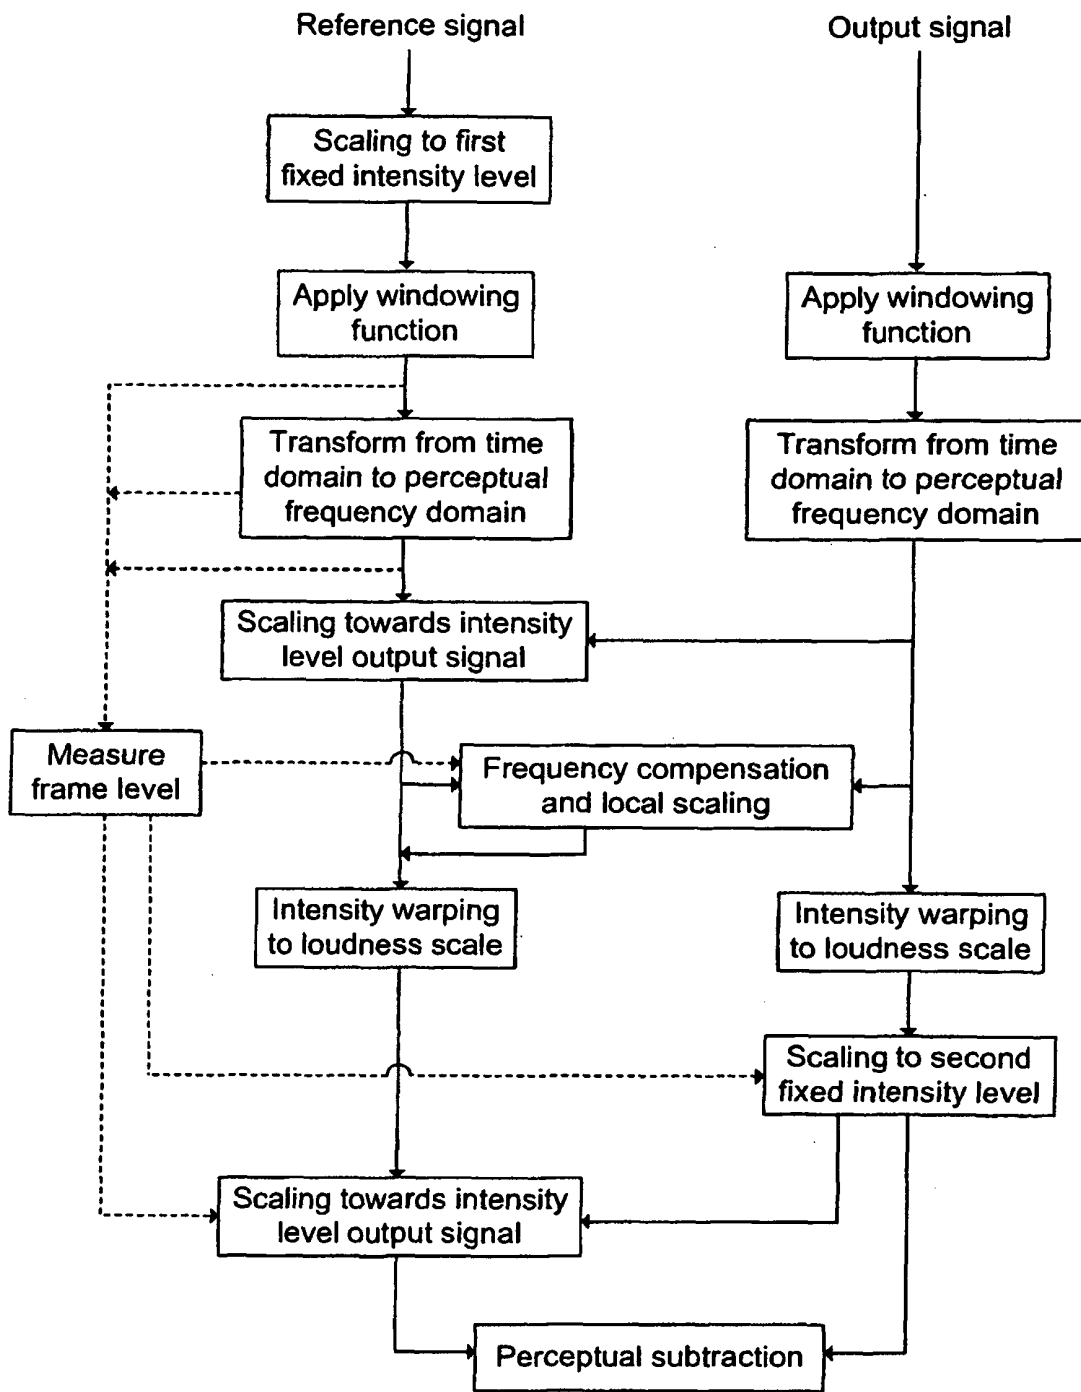 Reference signal
Output signal
Scaling to first
fixed intensity level
Apply windowing
function
Apply windowing
function
Transform from time
domain to perceptual
frequency domain
Transform from time
domain to perceptual
frequency domain
Scaling towards intensity
level output signal
Measure
frame level
Frequency compensation
and local scaling
Intensity warping
to loudness scale
Intensity warping
to loudness scale
Scaling to second
fixed intensity level
Scaling towards intensity
level output signal
Perceptual subtraction